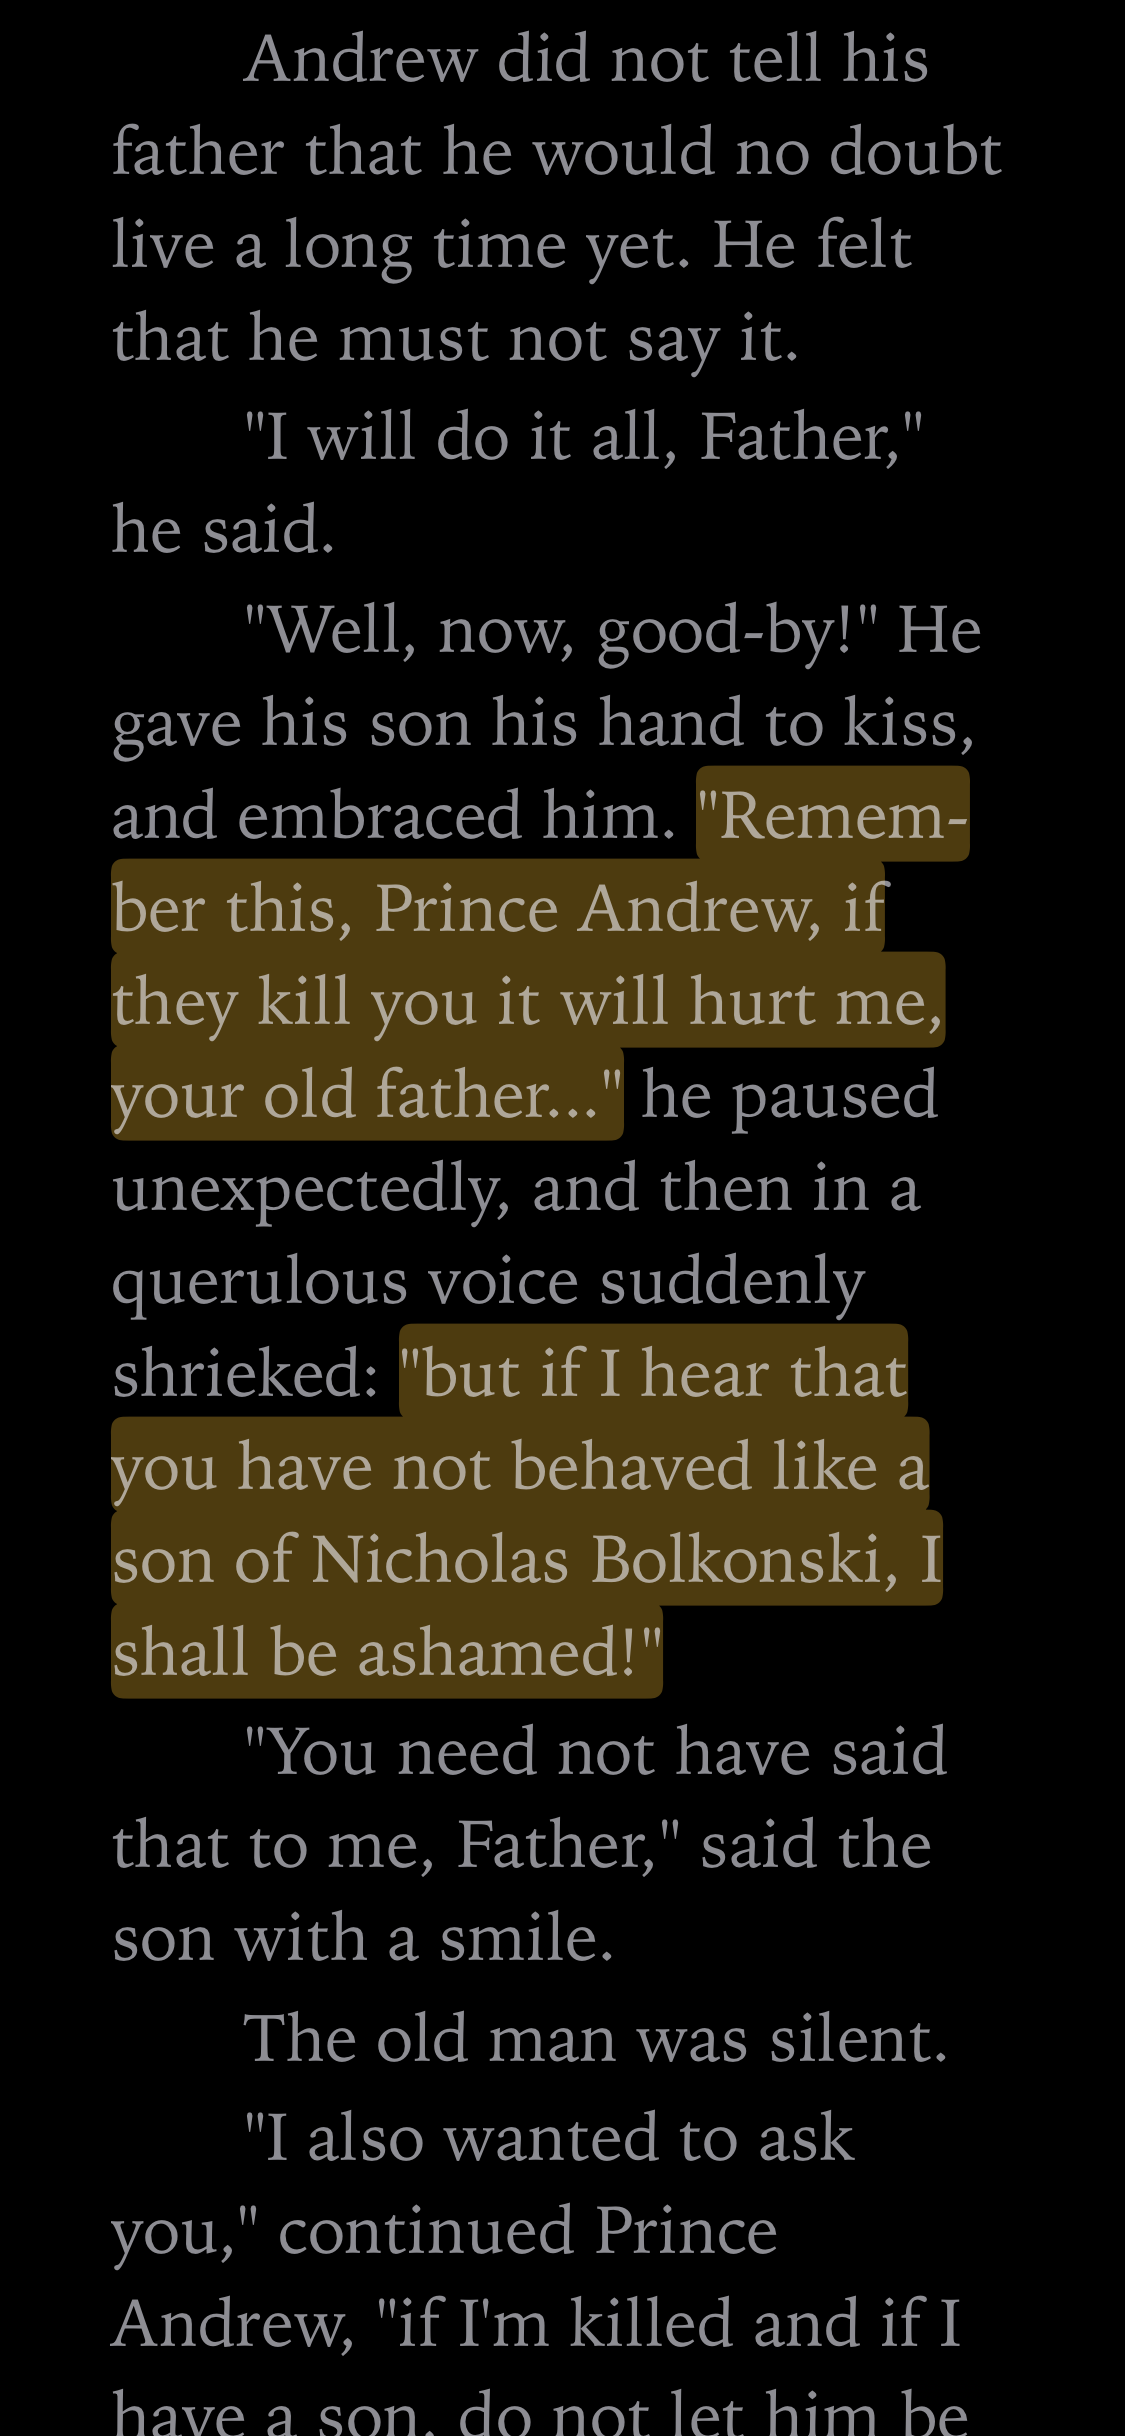 Andrew did not tell his
father that he would no doubt
live a long time yet. He felt
that he must not say it.
"I will do it all, Father,"
he said.
"Well, now, good-by!" He
gave his son his hand to kiss,
and embraced him. "Remem-
ber this, Prince Andrew, if
they kill you it will hurt me,
your old father..." he paused
unexpectedly, and then in a
querulous voice suddenly
shrieked: "but if I hear that
you have not behaved like a
son of Nicholas Bolkonski, I
shall be ashamed!"
"You need not have said
that to me, Father," said the
son with a smile.
The old man was silent.
"I also wanted to ask
you," continued Prince
Andrew, "if I'm killed and if I
have a son, do not let him be